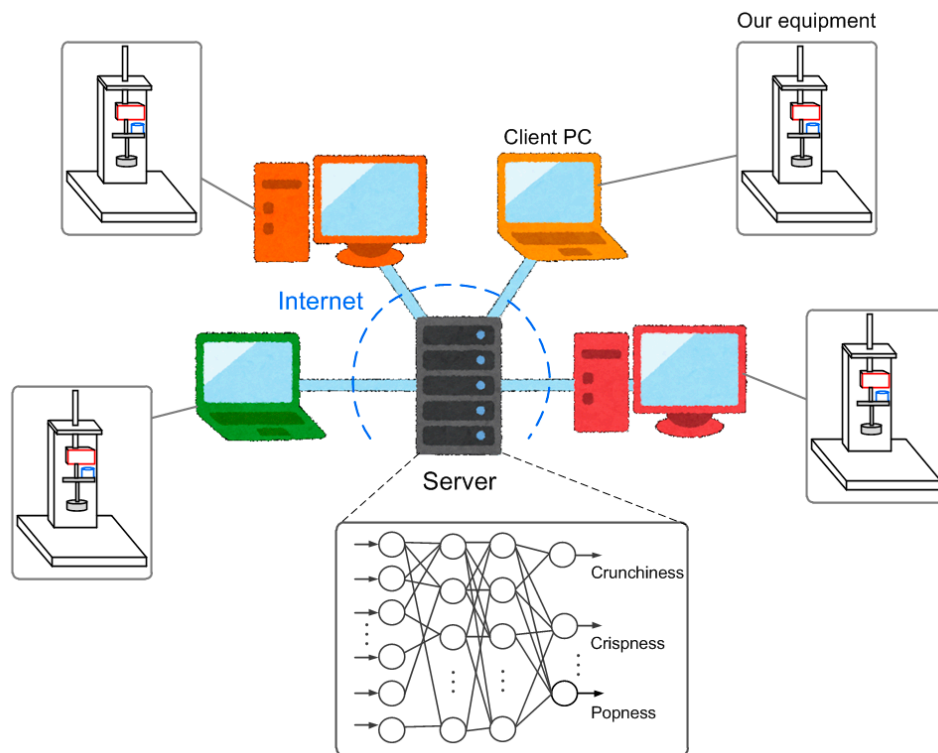 Our equipment
Client PC
Internet
Server
Crunchiness
Crispness
Popness